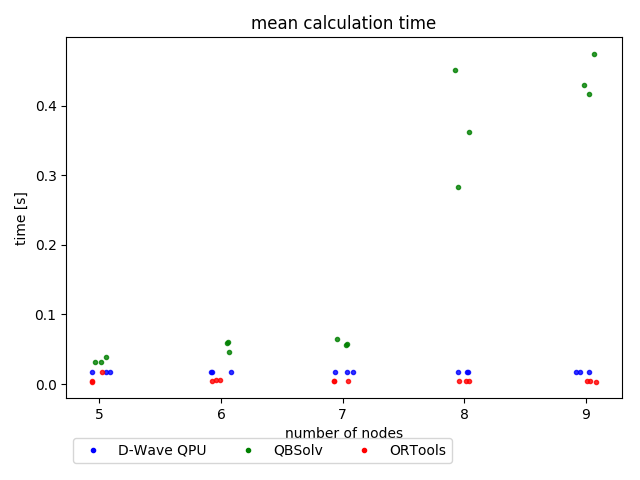 mean calculation time
time [s]
0.4
0.3
0.2
0.1
0.0
5 6 7 8 9
number of nodes
D-Wave QPU QBSolv ORTools